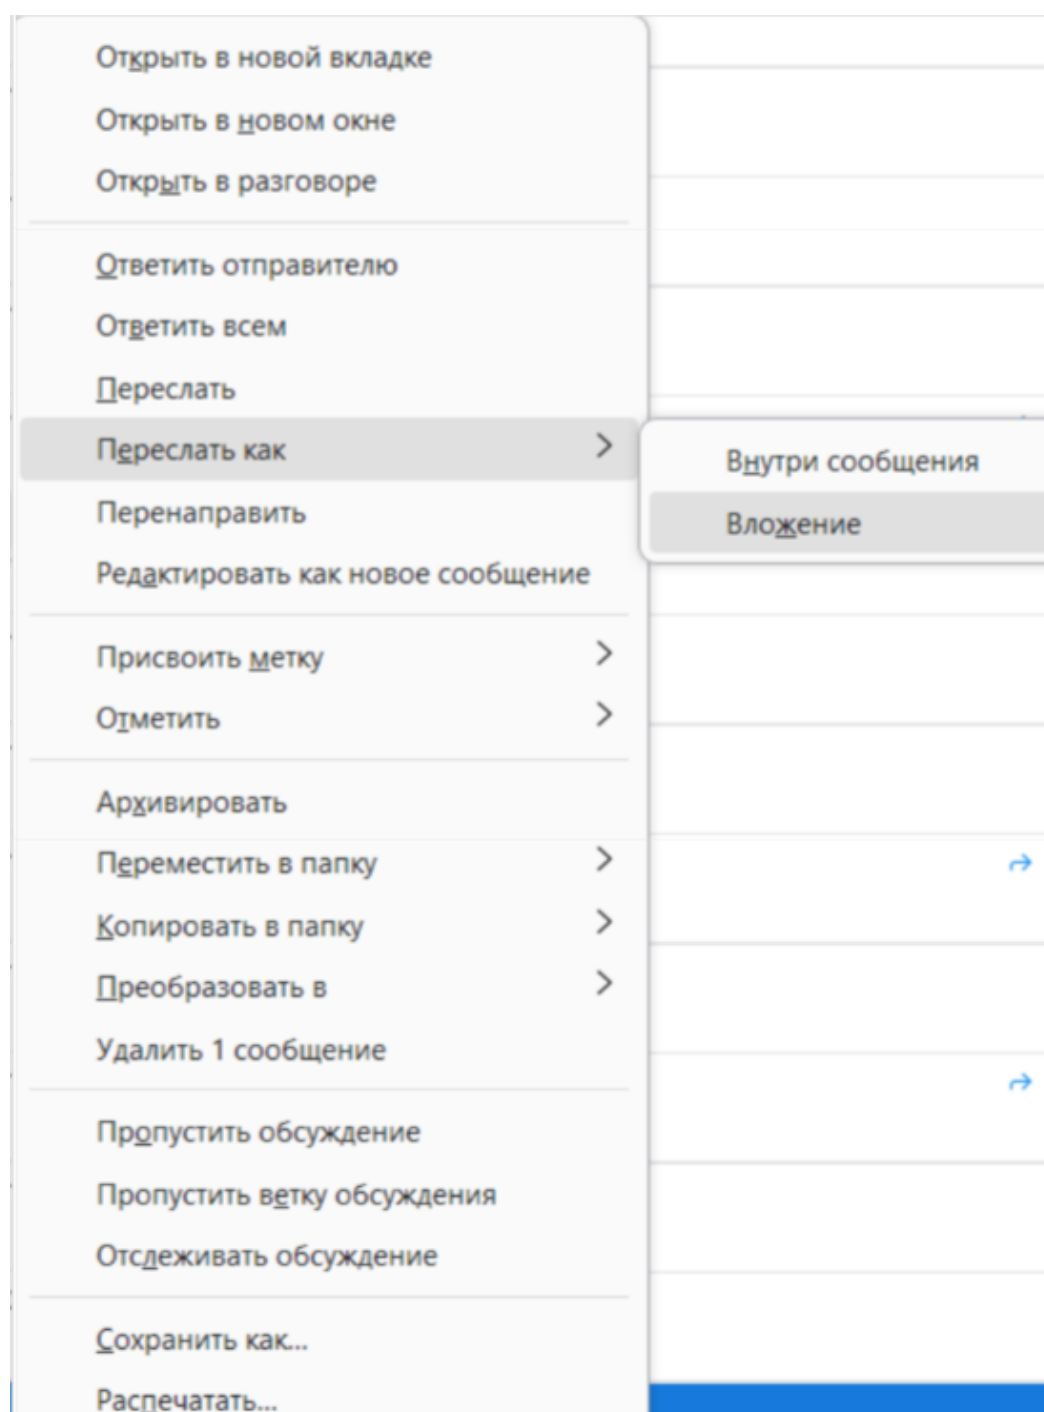 Открыть в новой вкладке
Открыть в новом окне
Открыть в разговоре
Ответить отправителю
Ответить всем
Переслать
Переслать как
Внутри сообщения
Вложение
Перенаправить
Редактировать как новое сообщение
Присвоить метку
Отметить
Архивировать
Переместить в папку
Копировать в папку
Преобразовать в
Удалить 1 сообщение
Пропустить обсуждение
Пропустить ветку обсуждения
Отслеживать обсуждение
Сохранить как...
Распечатать...